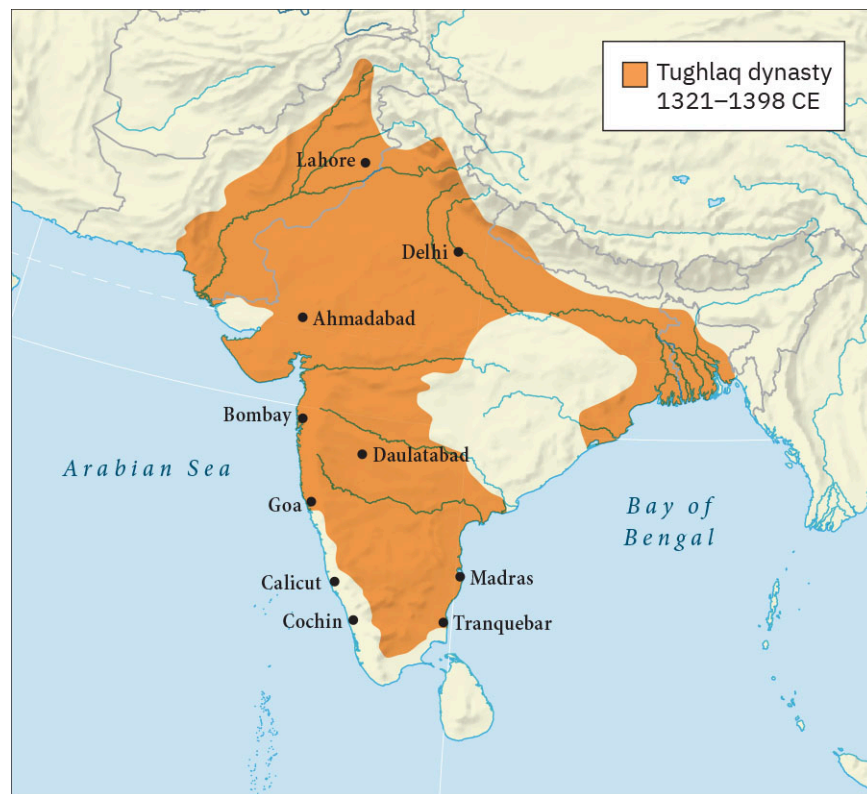 Tughlaq dynasty
1321–1398 CE
Lahore
Delhi
Ahmadabad
Bombay
Daulatabad
Arabian Sea
Goa
Bay of
Bengal
Calicut
Madras
Cochin
Tranquebar